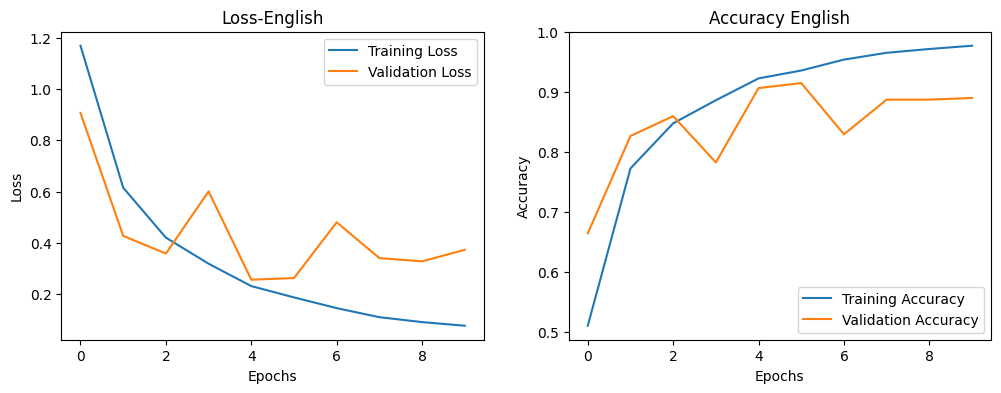 Loss-English
1.2
1.0
0.8
0.6
0.4
0.2
Loss
Training Loss
Validation Loss
0 2 4 6 8
Epochs
Accuracy English
1.0
0.9
0.8
0.7
0.6
0.5
Accuracy
Training Accuracy
Validation Accuracy
0 2 4 6 8
Epochs